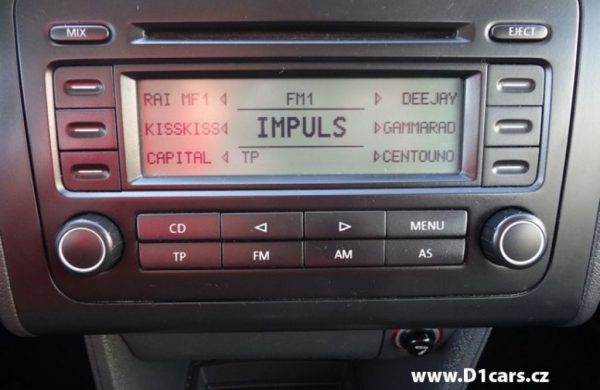 MIX
EJECT
RAI MF1 FM1 DEEJAY
KISSKISS IMPULS GAMMARAD
CAPITAL TP CENTOUNO
CD MENU
TP FM AM AS
www.D1cars.cz